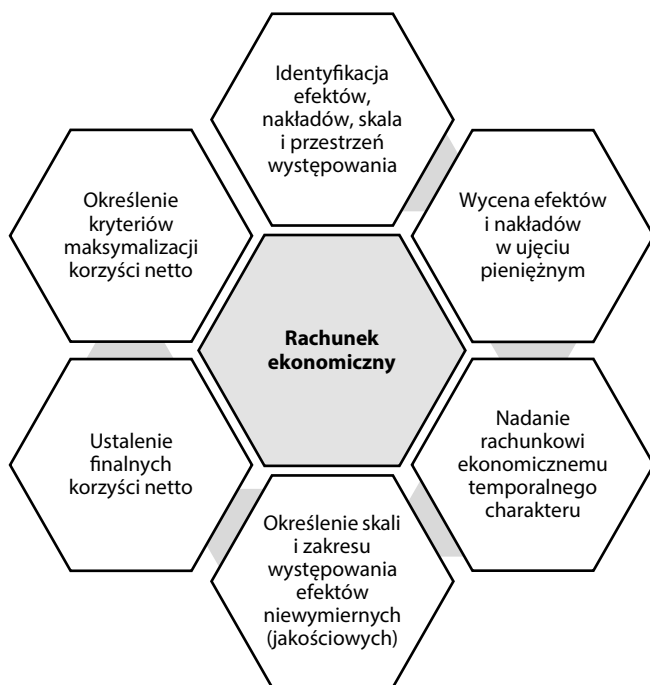 Identyfikacja
efektów,
nakładów, skala
i przestrzeń
występowania
Wycena efektów
i nakładów
w ujęciu
pieniężnym
Nadanie
rachunkowi
ekonomicznemu
temporalnego
charakteru
Określenie skali
i zakresu
występowania
efektów
niewymiernych
(jakościowych)
Ustalenie
finalnych
korzyści netto
Określenie
kryteriów
maksymalizacji
korzyści netto
Rachunek
ekonomiczny